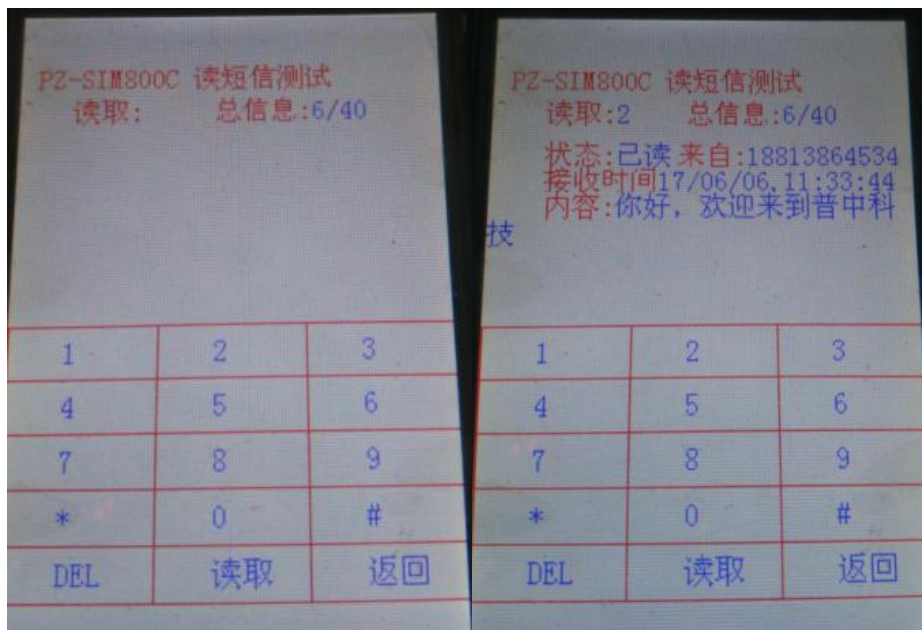 PZ-SIM800C 读短信测试
读取: 总信息:6/40
1 2 3
4 5 6
7 8 9
* 0 #
DEL 读取 返回
PZ-SIM800C 读短信测试
读取:2 总信息:6/40
状态:已读 来自:18813864534
接收时间17/06/06,11:33:44
内容:你好，欢迎来到普中科
技
1 2 3
4 5 6
7 8 9
* 0 #
DEL 读取 返回